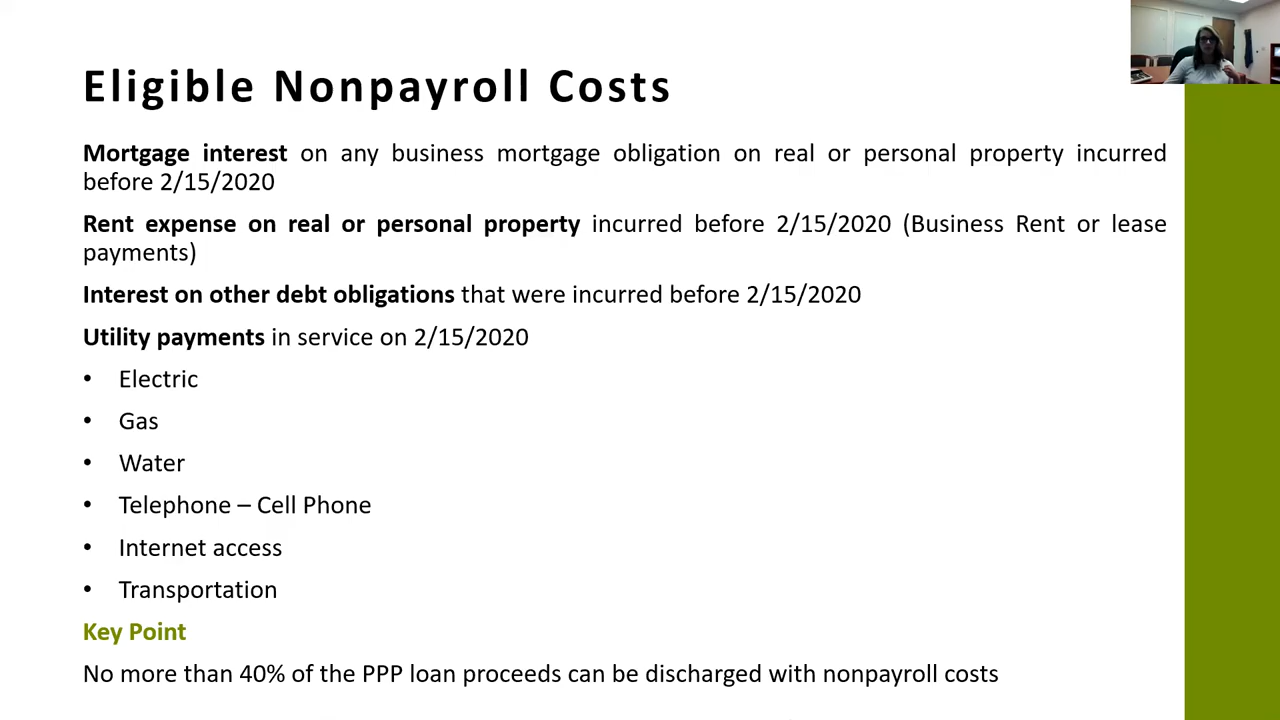 Eligible Nonpayroll Costs
Mortgage interest on any business mortgage obligation on real or personal property incurred
before 2/15/2020
Rent expense on real or personal property incurred before 2/15/2020 (Business Rent or lease
payments)
Interest on other debt obligations that were incurred before 2/15/2020
Utility payments in service on 2/15/2020
• Electric
• Gas
• Water
• Telephone – Cell Phone
• Internet access
• Transportation
Key Point
No more than 40% of the PPP loan proceeds can be discharged with nonpayroll costs